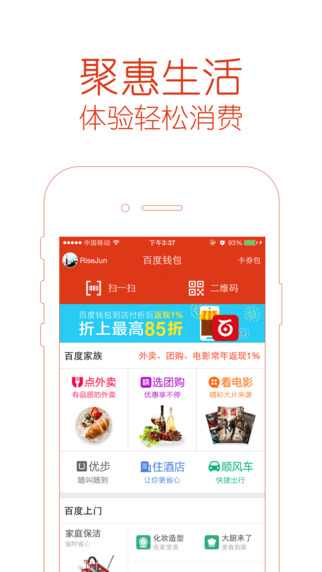 聚惠生活
体验轻松消费
中国移动 下午3:37 93%
RiseJun 百度钱包 卡券包
扫一扫 二维码
百度钱包到店付折后返现1%
折上最高85折
百度家族 外卖、团购、电影常年返现1%
点外卖 选团购 看电影
有品质的外卖 优惠享不停 精彩大片来袭
优步 住酒店 顺风车
随叫随到 让你更省心 快捷出行
百度上门
家庭保洁 化妆造型 大厨来了
省时省心 在家变美 美食到家